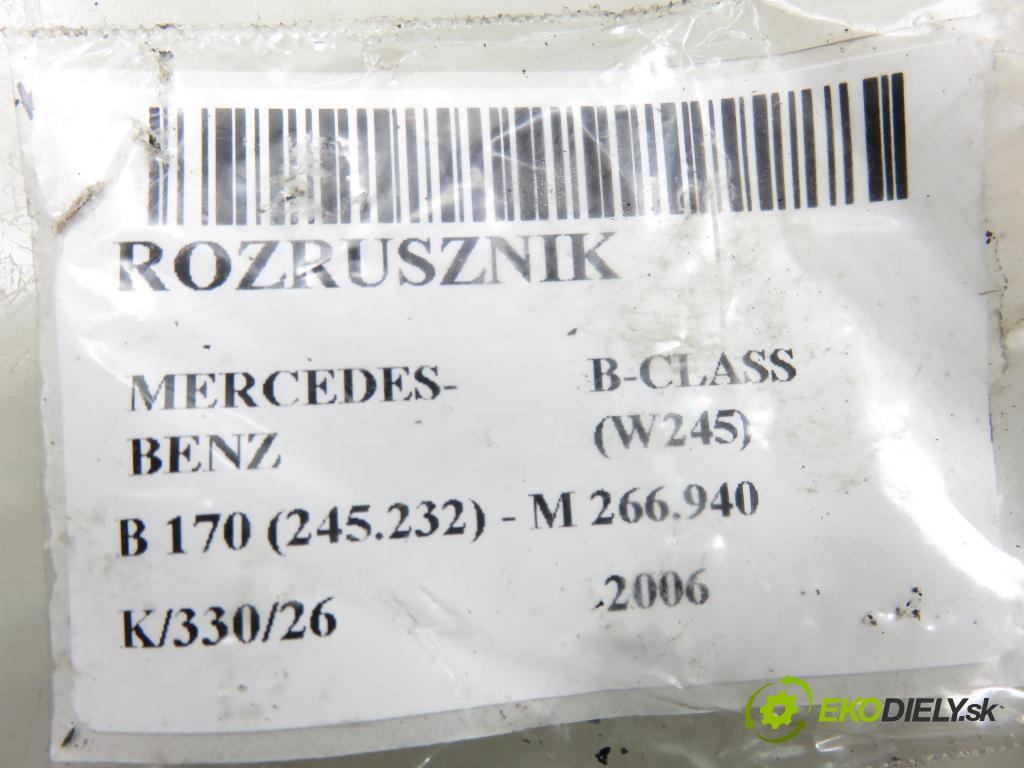 ROZRUSZNIK
MERCEDES- B-CLASS
BENZ (W245)
B 170 (245.232) - M 266.940
K/330/26 2006
EKODIELY.sk